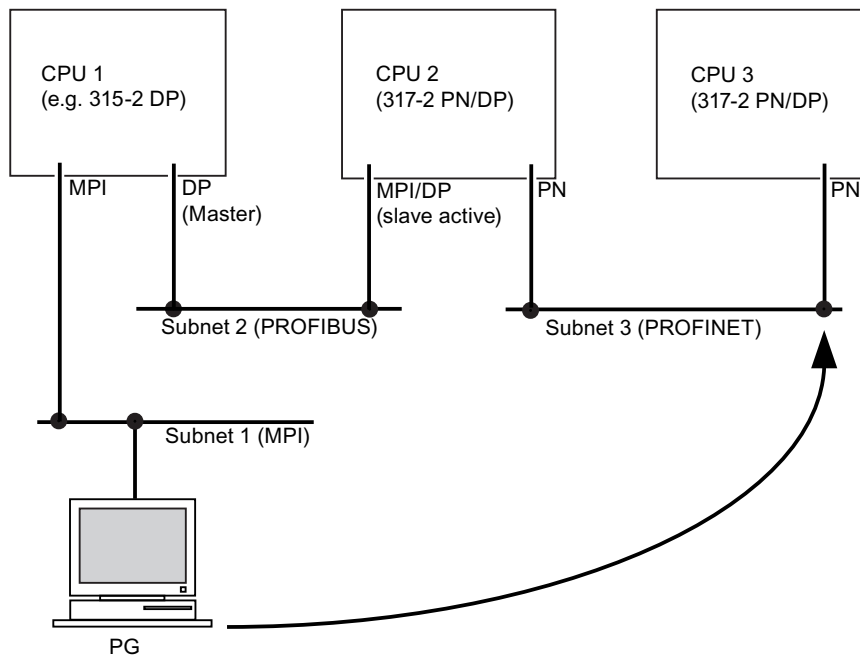 CPU 1
(e.g. 315-2 DP)
CPU 2
(317-2 PN/DP)
CPU 3
(317-2 PN/DP)
MPI
DP
(Master)
MPI/DP
(slave active)
PN
PN
Subnet 2 (PROFIBUS)
Subnet 3 (PROFINET)
Subnet 1 (MPI)
PG